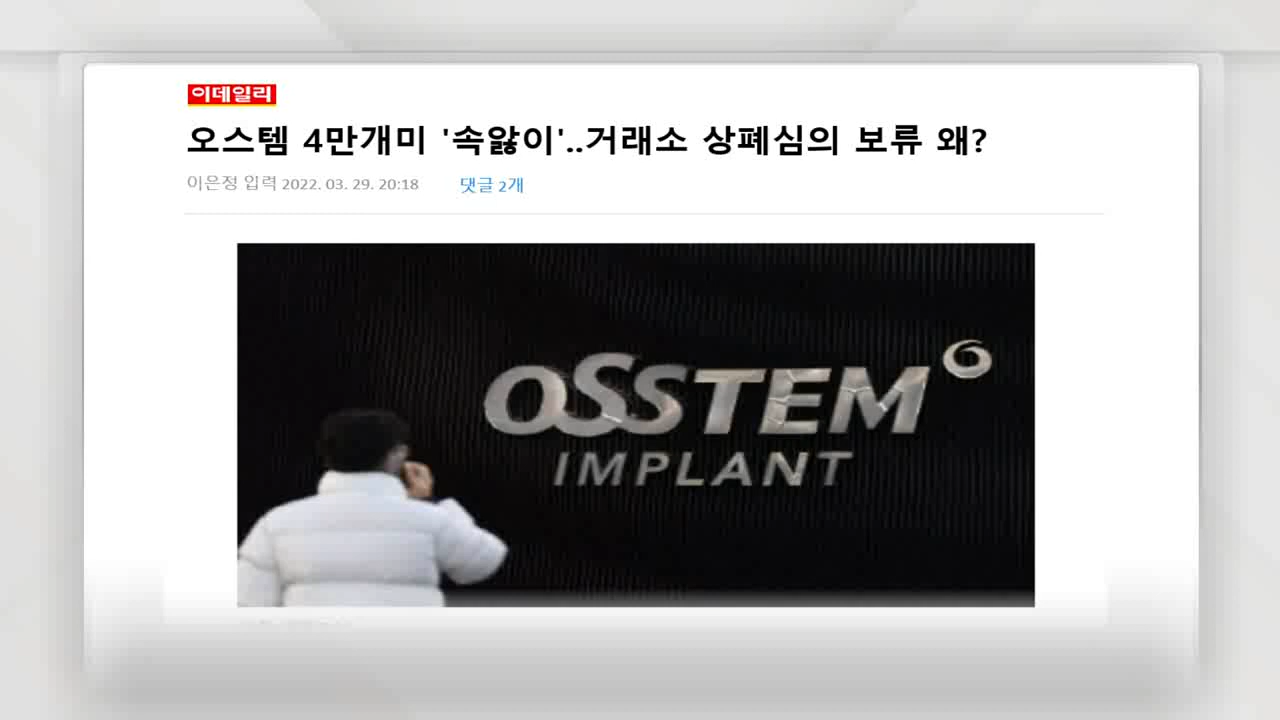 이데일리
오스템 4만개미 '속앓이'..거래소 상폐심의 보류 왜?
이은정 입력 2022. 03. 29. 20:18 댓글 2개
OSSTEM
IMPLANT